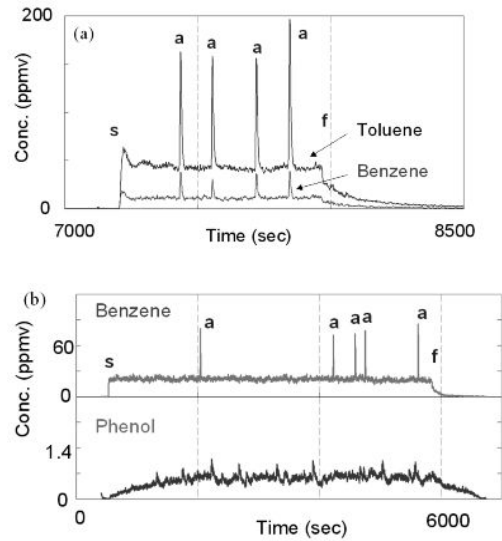 (a)
200
a a a a
s
f
Toluene
100
Benzene
0
7000 8500
Time (sec)
Conc. (ppmv)
(b)
Benzene
a
a a a a
s
f
60
0
Phenol
1.4
0
0 6000
Time (sec)
Conc. (ppmv)